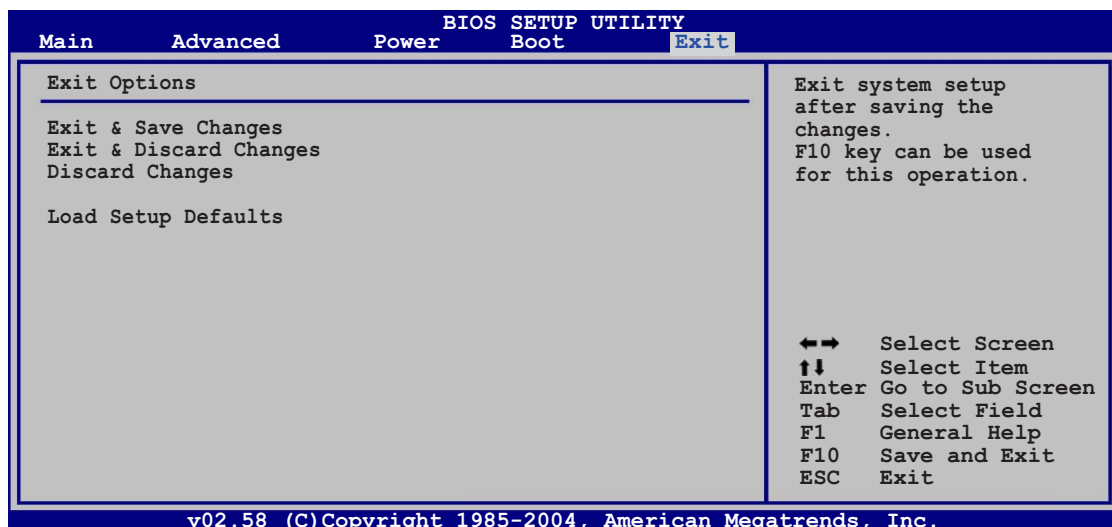 BIOS SETUP UTILITY
Main Advanced Power Boot Exit
Exit Options
Exit & Save Changes
Exit & Discard Changes
Discard Changes
Load Setup Defaults
Exit system setup
after saving the
changes.
F10 key can be used
for this operation.
←→ Select Screen
↑↓ Select Item
Enter Go to Sub Screen
Tab Select Field
F1 General Help
F10 Save and Exit
ESC Exit
v02.58 (C)Copyright 1985-2004, American Megatrends, Inc.